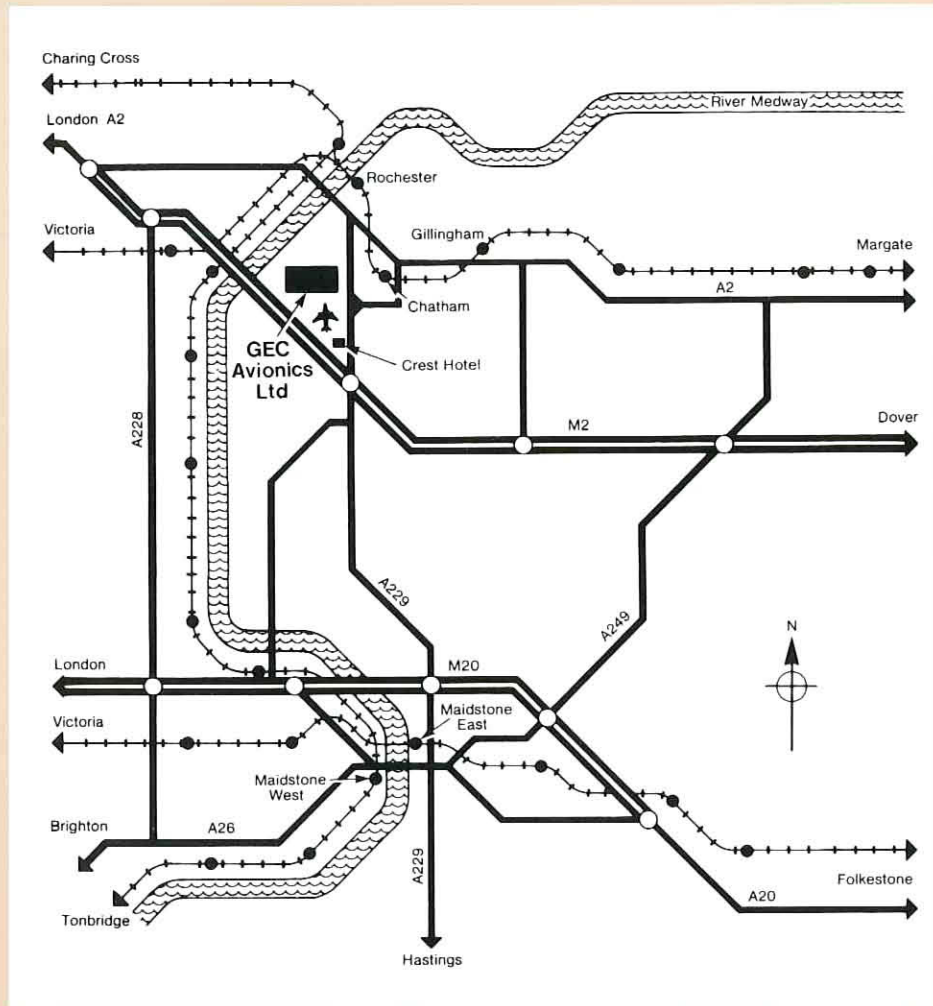 Charing Cross
London A2
River Medway
Rochester
Victoria
Gillingham
Margate
A2
Chatham
GEC
Avionics
Ltd
Crest Hotel
A228
M2
Dover
A229
A249
N
London
M20
Victoria
Maidstone
East
Maidstone
West
Brighton
A26
A229
Folkestone
A20
Tonbridge
Hastings